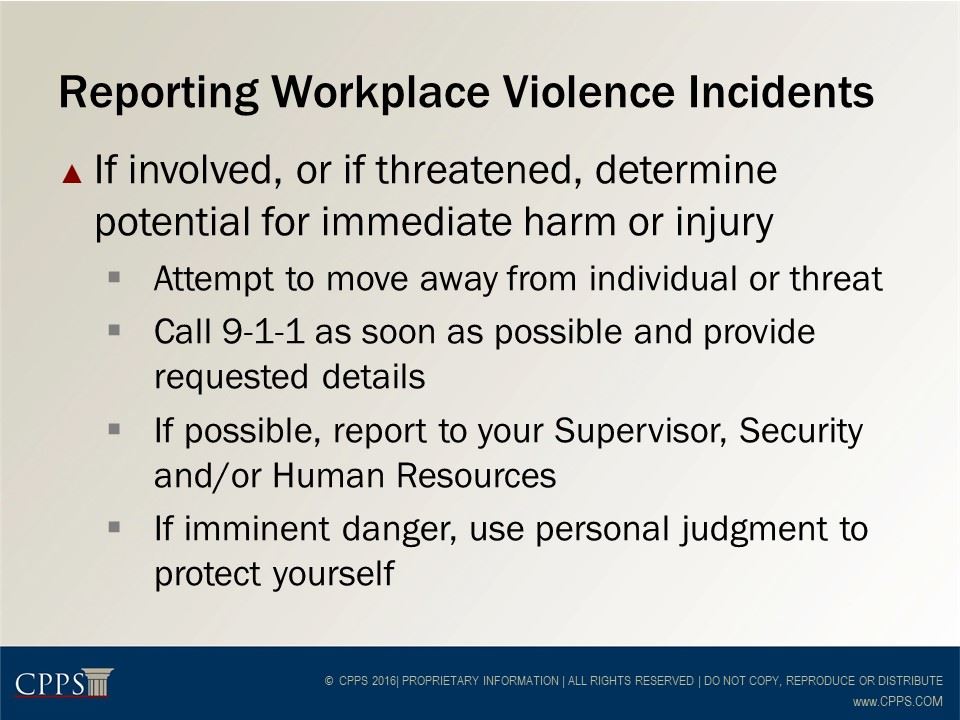 Reporting Workplace Violence Incidents
▲ If involved, or if threatened, determine
potential for immediate harm or injury
▪ Attempt to move away from individual or threat
▪ Call 9-1-1 as soon as possible and provide
requested details
▪ If possible, report to your Supervisor, Security
and/or Human Resources
▪ If imminent danger, use personal judgment to
protect yourself
CPPS
© CPPS 2016| PROPRIETARY INFORMATION | ALL RIGHTS RESERVED | DO NOT COPY, REPRODUCE OR DISTRIBUTE
www.CPPS.COM